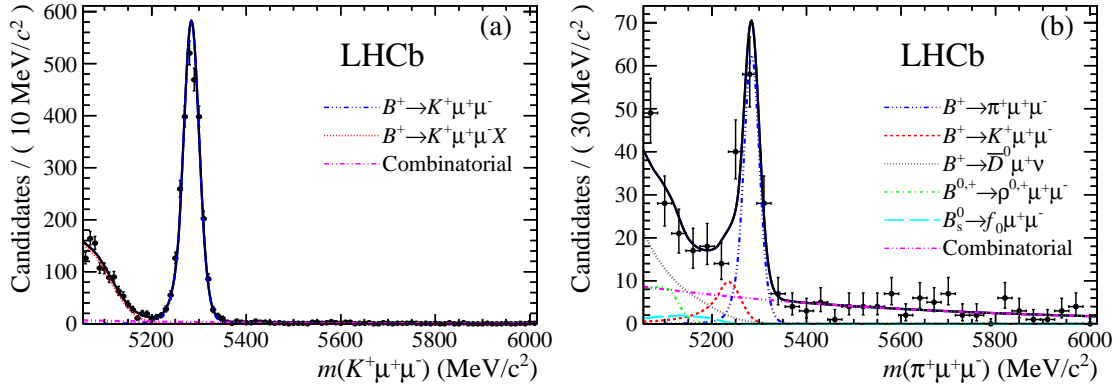 Candidates / ( 10 MeV/c²)
600
500
400
300
200
100
0
(a)
LHCb
B⁺→K⁺μ⁺μ⁻
B⁺→K⁺μ⁺μ⁻X
Combinatorial
5200 5400 5600 5800 6000
m(K⁺μ⁺μ⁻) (MeV/c²)
Candidates / ( 30 MeV/c²)
70
60
50
40
30
20
10
0
(b)
LHCb
B⁺→π⁺μ⁺μ⁻
B⁺→K⁺μ⁺μ⁻
B⁺→D̅⁰μ⁺ν
B⁰,⁺→ρ⁰,⁺μ⁺μ⁻
B⁰ₛ→f₀μ⁺μ⁻
Combinatorial
5200 5400 5600 5800 6000
m(π⁺μ⁺μ⁻) (MeV/c²)